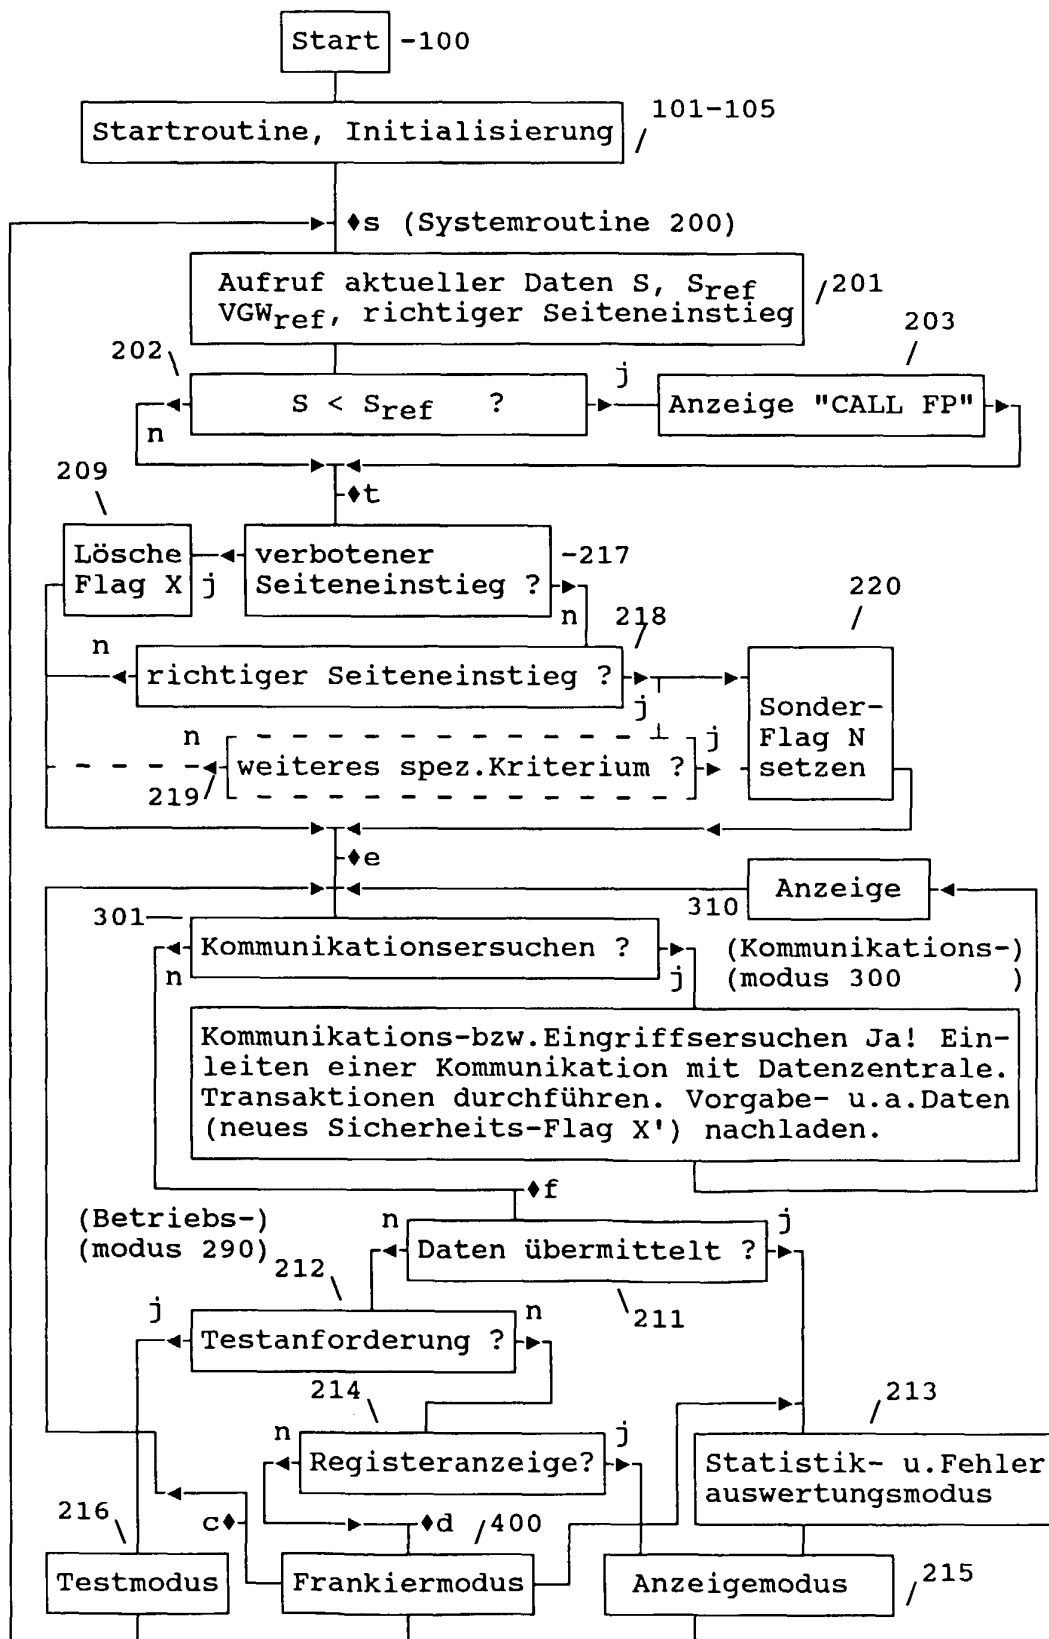 Start -100
101-105
Startroutine, Initialisierung
♦s (Systemroutine 200)
Aufruf aktueller Daten S, Sref
VGWref, richtiger Seiteneinstieg
201
203
202
S < Sref ?
j
Anzeige "CALL FP"
n
209
♦t
Lösche
Flag X
j
verbotener
Seiteneinstieg ?
-217
n
218
220
n
richtiger Seiteneinstieg ?
j
Sonder-
Flag N
setzen
n
j
weiteres spez.Kriterium ?
219
♦e
Anzeige
310
301
Kommunikationsersuchen ?
n
j
(Kommunikations-)
(modus 300 )
Kommunikations-bzw.Eingriffsersuchen Ja! Ein-
leiten einer Kommunikation mit Datenzentrale.
Transaktionen durchführen. Vorgabe- u.a.Daten
(neues Sicherheits-Flag X') nachladen.
♦f
(Betriebs-)
(modus 290)
n
j
Daten übermittelt ?
212
211
j
n
Testanforderung ?
214
213
n
j
Registeranzeige?
Statistik- u.Fehler
auswertungsmodus
216
c♦
♦d
400
Testmodus
Frankiermodus
Anzeigemodus
215